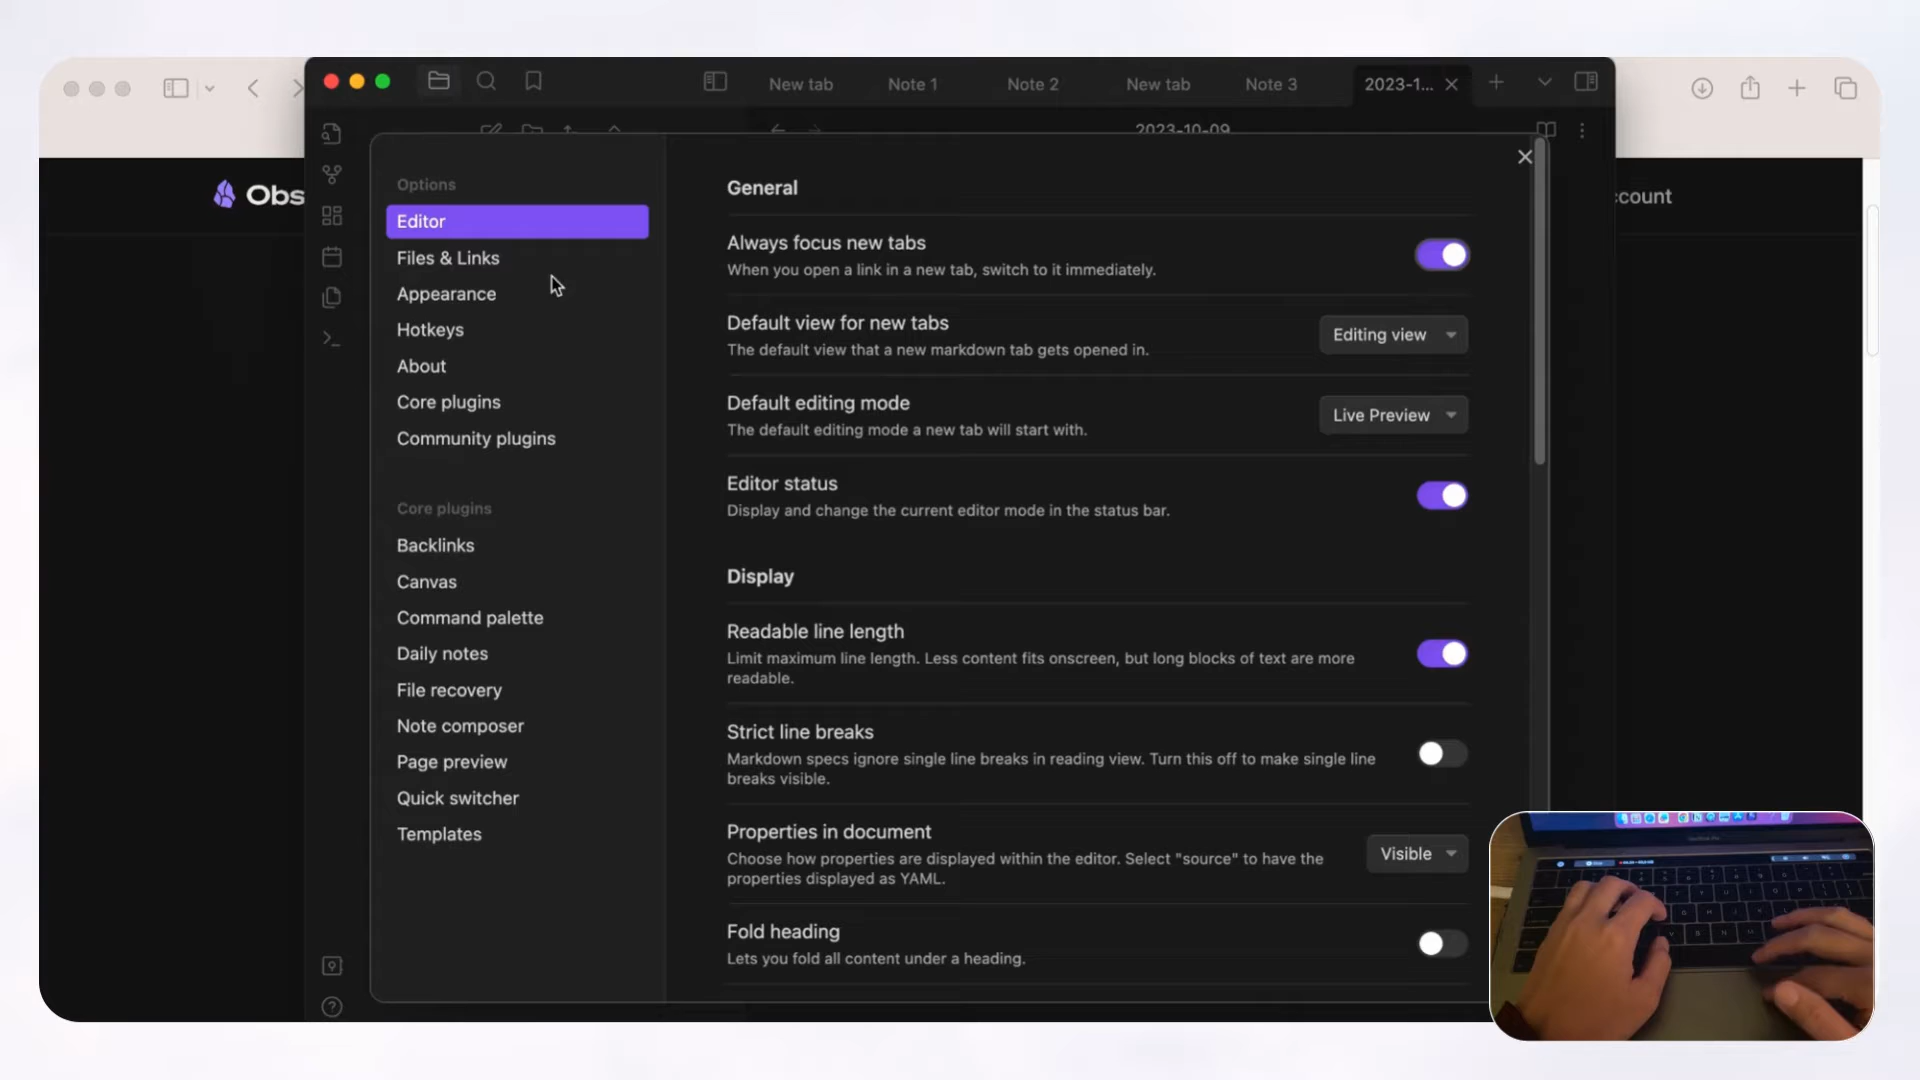 New tab
Note 1
Note 2
New tab
Note 3
2023-1...
2023-10-09
Obs
count
Options
Editor
Files & Links
Appearance
Hotkeys
About
Core plugins
Community plugins
Core plugins
Backlinks
Canvas
Command palette
Daily notes
File recovery
Note composer
Page preview
Quick switcher
Templates
General
Always focus new tabs
When you open a link in a new tab, switch to it immediately.
Default view for new tabs
The default view that a new markdown tab gets opened in.
Editing view
Default editing mode
The default editing mode a new tab will start with.
Live Preview
Editor status
Display and change the current editor mode in the status bar.
Display
Readable line length
Limit maximum line length. Less content fits onscreen, but long blocks of text are more
readable.
Strict line breaks
Markdown specs ignore single line breaks in reading view. Turn this off to make single line
breaks visible.
Properties in document
Choose how properties are displayed within the editor. Select "source" to have the
properties displayed as YAML.
Visible
Fold heading
Lets you fold all content under a heading.